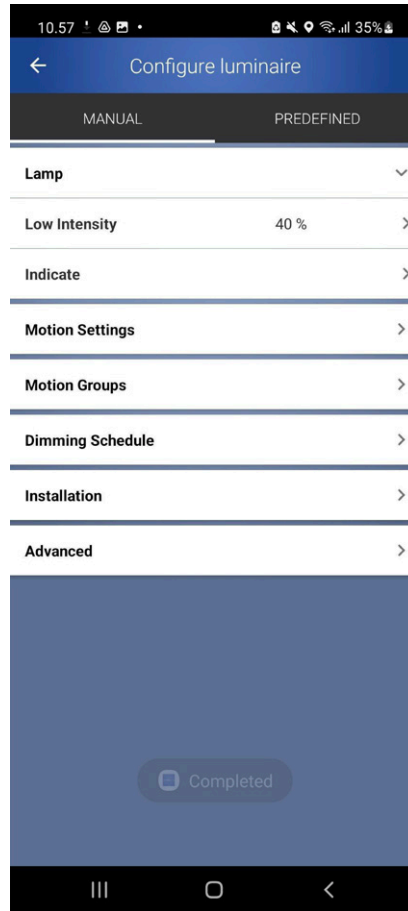 10.57 35%
Configure luminaire
MANUAL PREDEFINED
Lamp
Low Intensity 40 %
Indicate
Motion Settings
Motion Groups
Dimming Schedule
Installation
Advanced
Completed